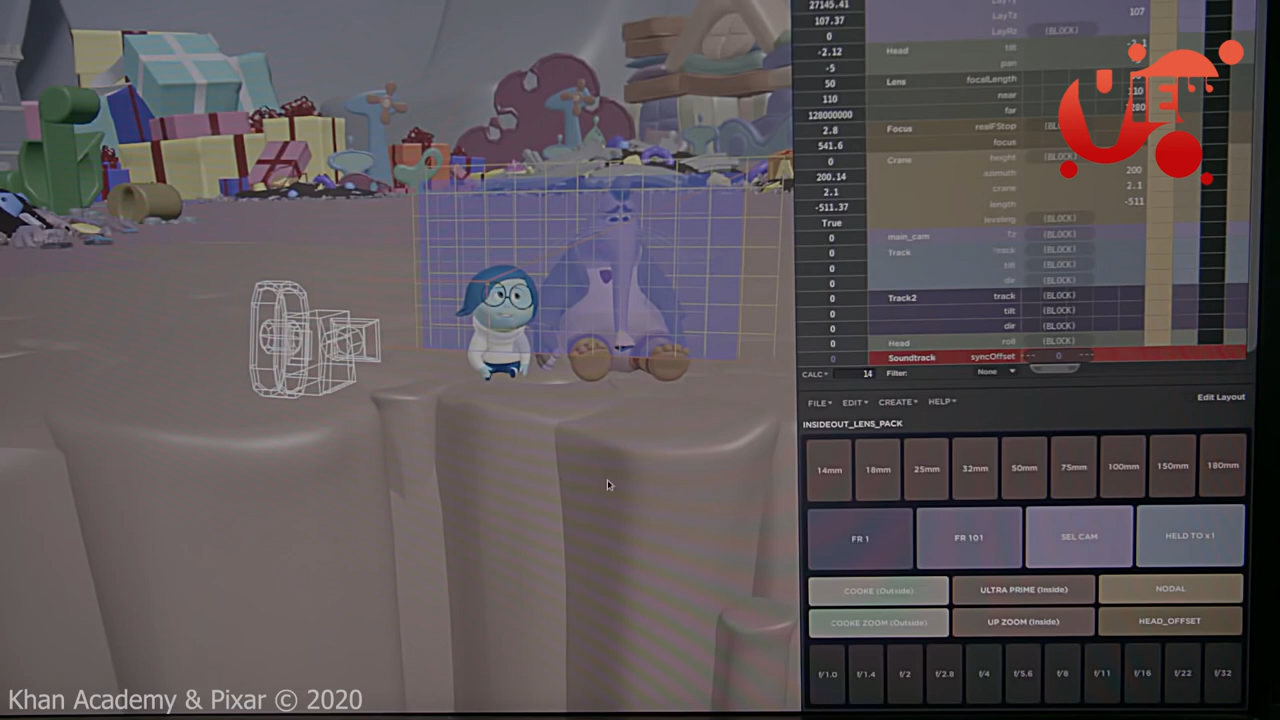 27145.41
LayTz 107
107.37
LayRz (BLOCK)
0
-2.12 Head tilt -2.1
-5 pan
50 Lens focalLength
110 near 110
128000000 far 1280
2.8 Focus realFStop
541.6 focus
0 Crane height (BLOCK)
200.14 azimuth 200
2.1 crane 2.1
-511.37 length -511
True leveling (BLOCK)
0 main_cam Tz (BLOCK)
0 Track track (BLOCK)
0 tilt (BLOCK)
0 dir (BLOCK)
0 Track2 track (BLOCK)
0 tilt (BLOCK)
0 dir (BLOCK)
0 Head roll (BLOCK)
0 Soundtrack syncOffset 0
CALC 14 Filter: None
FILE EDIT CREATE HELP Edit Layout
INSIDEOUT_LENS_PACK
14mm 18mm 25mm 32mm 50mm 75mm 100mm 150mm 180mm
FR 1 FR 101 SEL CAM HELD TO x1
COOKE (Outside) ULTRA PRIME (Inside) NODAL
COOKE ZOOM (Outside) UP ZOOM (Inside) HEAD_OFFSET
f/1.0 f/1.4 f/2 f/2.8 f/4 f/5.6 f/8 f/11 f/16 f/22 f/32
Khan Academy & Pixar © 2020